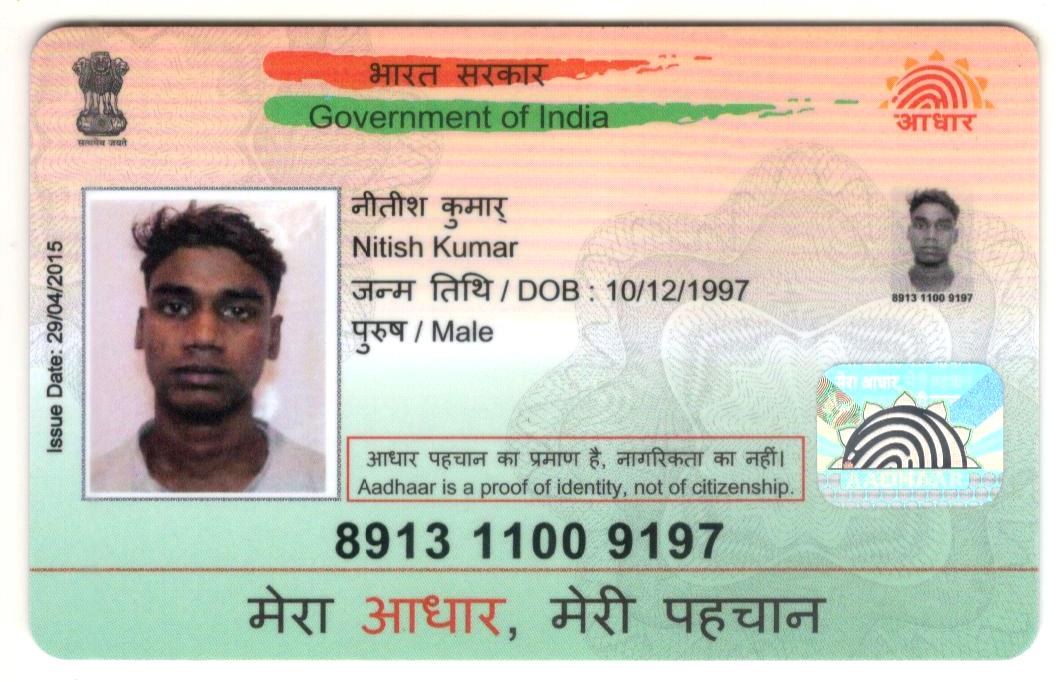 भारत सरकार
Government of India
सत्यमेव जयते
आधार
Issue Date: 29/04/2015
नीतीश कुमार्
Nitish Kumar
जन्म तिथि / DOB : 10/12/1997
पुरुष / Male
8913 1100 9197
मेरा आधार, मेरी पहचान
AADHAAR
आधार पहचान का प्रमाण है, नागरिकता का नहीं।
Aadhaar is a proof of identity, not of citizenship.
8913 1100 9197
मेरा आधार, मेरी पहचान